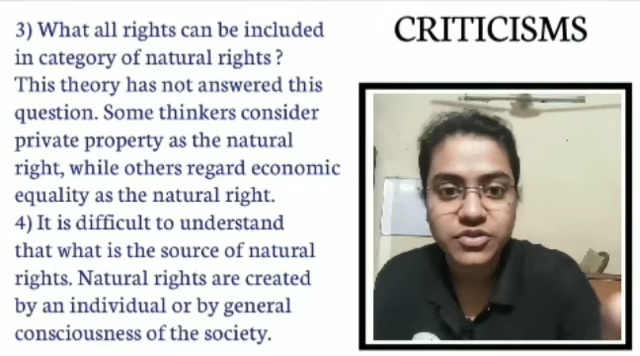 CRITICISMS
3) What all rights can be included
in category of natural rights ?
This theory has not answered this
question. Some thinkers consider
private property as the natural
right, while others regard economic
equality as the natural right.
4) It is difficult to understand
that what is the source of natural
rights. Natural rights are created
by an individual or by general
consciousness of the society.